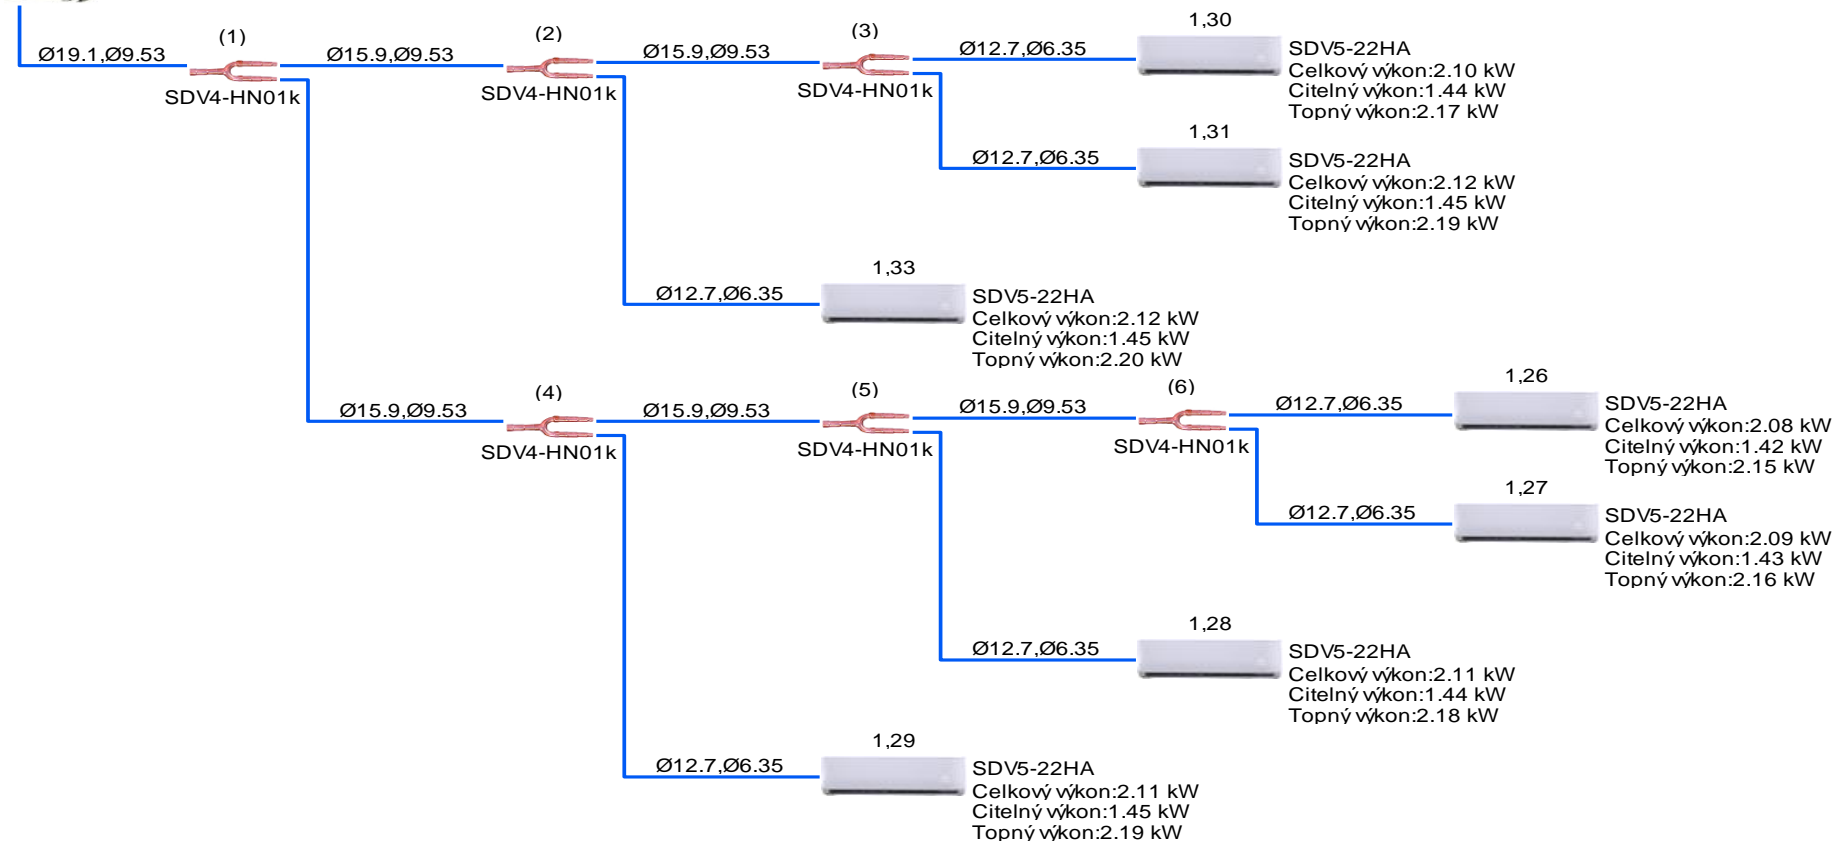 1,30
(1)
(2)
(3)
Ø19.1,Ø9.53
Ø15.9,Ø9.53
Ø15.9,Ø9.53
Ø12.7,Ø6.35
SDV4-HN01k
SDV4-HN01k
SDV4-HN01k
SDV5-22HA
Celkový výkon:2.10 kW
Citelný výkon:1.44 kW
Topný výkon:2.17 kW
1,31
Ø12.7,Ø6.35
SDV5-22HA
Celkový výkon:2.12 kW
Citelný výkon:1.45 kW
Topný výkon:2.19 kW
1,33
Ø12.7,Ø6.35
SDV5-22HA
Celkový výkon:2.12 kW
Citelný výkon:1.45 kW
Topný výkon:2.20 kW
(4)
(5)
(6)
1,26
Ø15.9,Ø9.53
Ø15.9,Ø9.53
Ø15.9,Ø9.53
Ø12.7,Ø6.35
SDV4-HN01k
SDV4-HN01k
SDV4-HN01k
SDV5-22HA
Celkový výkon:2.08 kW
Citelný výkon:1.42 kW
Topný výkon:2.15 kW
1,27
Ø12.7,Ø6.35
SDV5-22HA
Celkový výkon:2.09 kW
Citelný výkon:1.43 kW
Topný výkon:2.16 kW
1,28
Ø12.7,Ø6.35
SDV5-22HA
Celkový výkon:2.11 kW
Citelný výkon:1.44 kW
Topný výkon:2.18 kW
1,29
Ø12.7,Ø6.35
SDV5-22HA
Celkový výkon:2.11 kW
Citelný výkon:1.45 kW
Topný výkon:2.19 kW